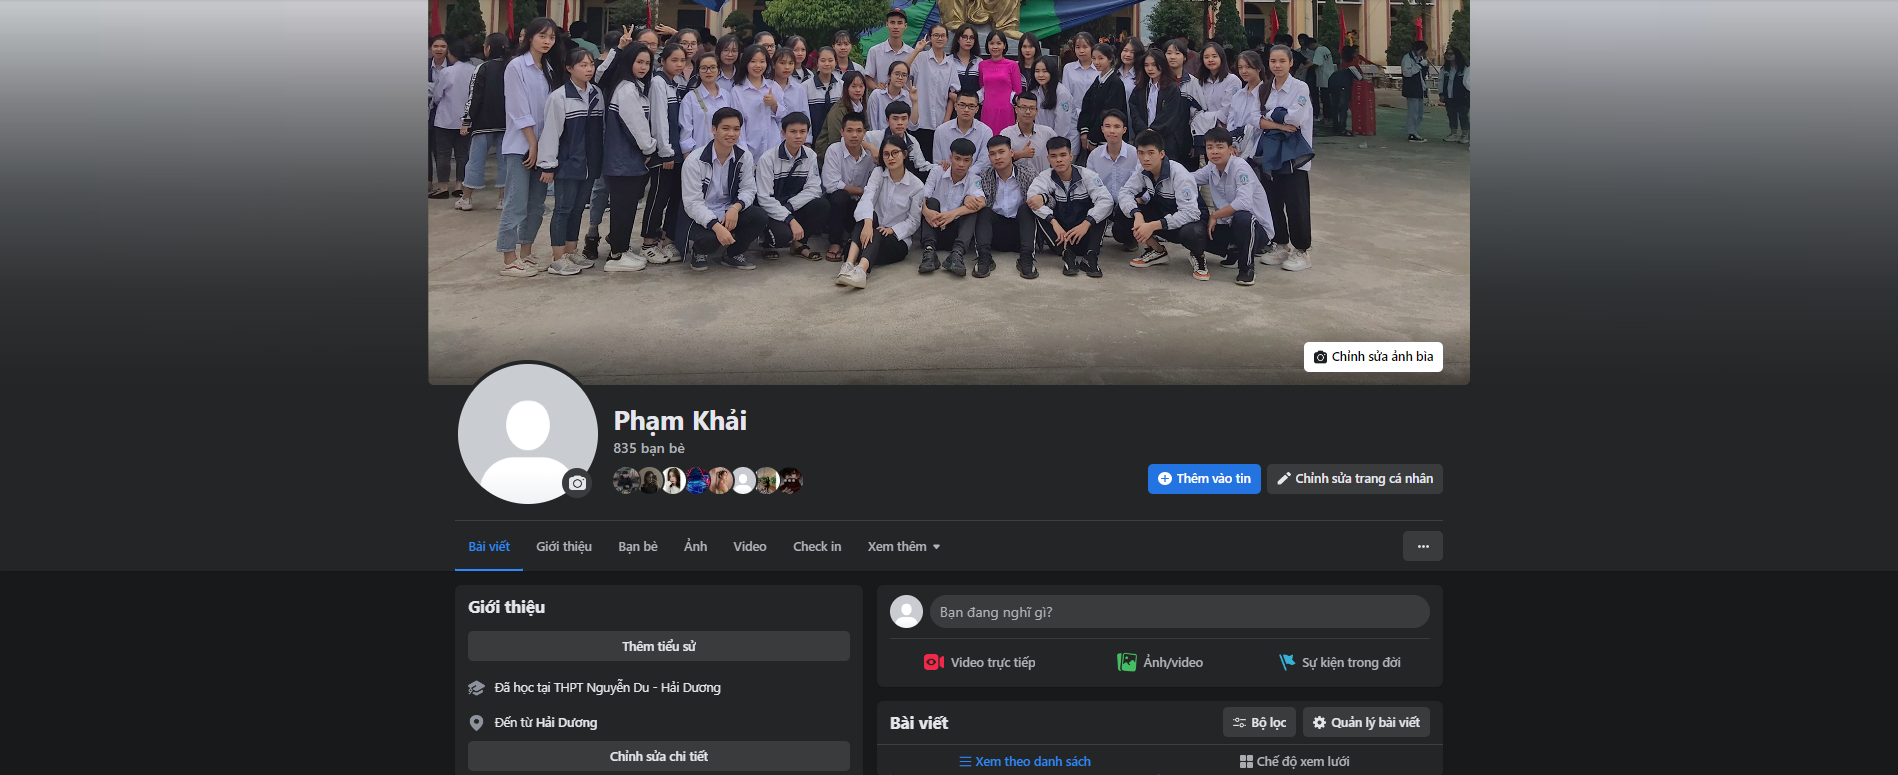 Chỉnh sửa ảnh bìa
Phạm Khải
835 bạn bè
Thêm vào tin
Chỉnh sửa trang cá nhân
Bài viết
Giới thiệu
Bạn bè
Ảnh
Video
Check in
Xem thêm
Giới thiệu
Thêm tiểu sử
Đã học tại THPT Nguyễn Du - Hải Dương
Đến từ Hải Dương
Chỉnh sửa chi tiết
Bạn đang nghĩ gì?
Video trực tiếp
Ảnh/video
Sự kiện trong đời
Bài viết
Bộ lọc
Quản lý bài viết
Xem theo danh sách
Chế độ xem lưới